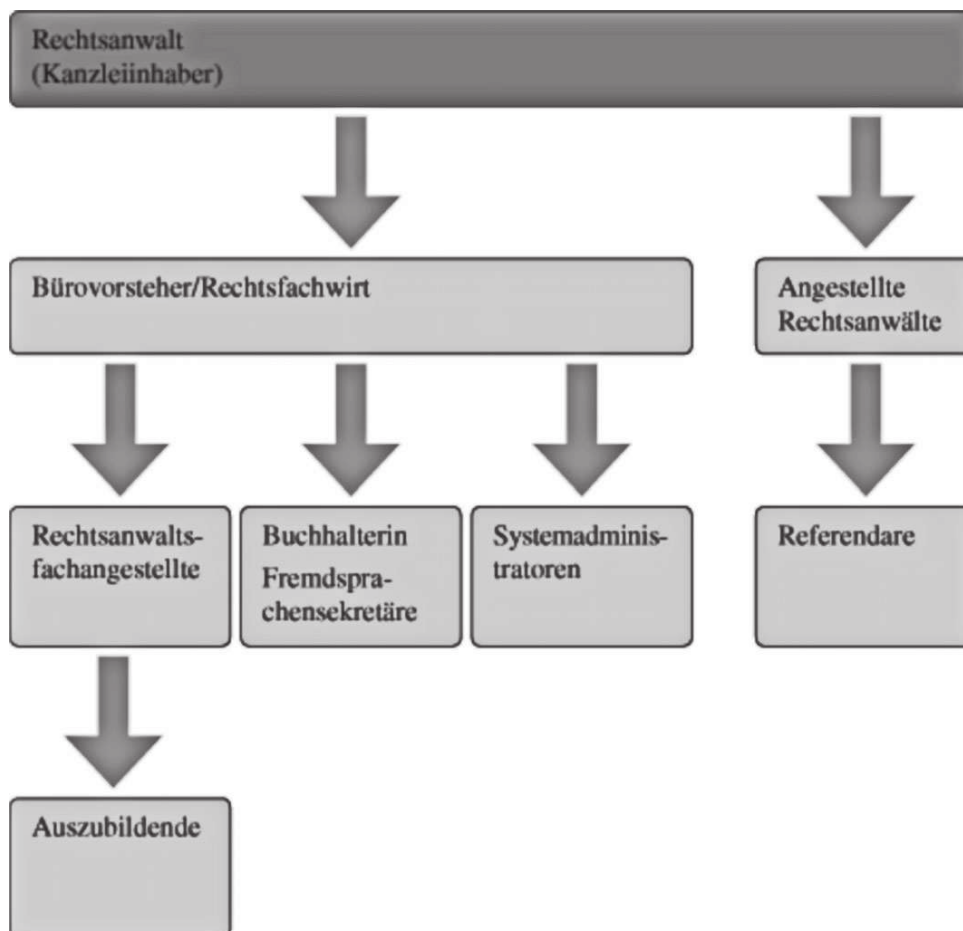 Rechtsanwalt
(Kanzleiinhaber)
Bürovorsteher/Rechtsfachwirt
Angestellte
Rechtsanwälte
Rechtsanwalts-
fachangestellte
Buchhalterin
Fremdspra-
chensekretäre
Systemadminis-
tratoren
Referendare
Auszubildende